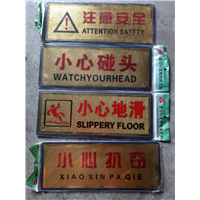 注意安全
ATTENTION SAFFTY
小心碰头
WATCHYOURHEAD
小心地滑
SLIPPERY FLOOR
小心扒窃
XIAO XIN PA QIE